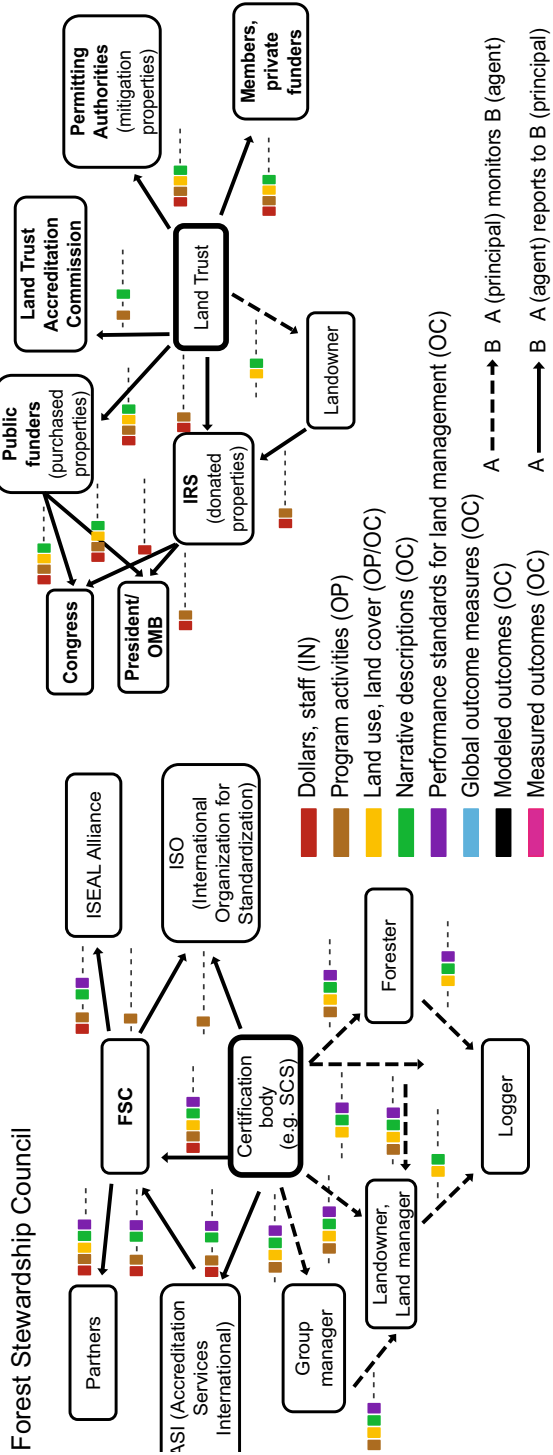 Forest Stewardship Council
Partners
FSC
ISEAL Alliance
ASI (Accreditation
Services
International)
Certification
body
(e.g. SCS)
ISO
(International
Organization for
Standardization)
Group
manager
Landowner,
Land manager
Forester
Logger
Congress
President/
OMB
Public
funders
(purchased
properties)
IRS
(donated
properties)
Land Trust
Accreditation
Commission
Permitting
Authorities
(mitigation
properties)
Land Trust
Members,
private
funders
Landowner
Dollars, staff (IN)
Program activities (OP)
Land use, land cover (OP/OC)
Narrative descriptions (OC)
Performance standards for land management (OC)
Global outcome measures (OC)
Modeled outcomes (OC)
Measured outcomes (OC)
A B A (principal) monitors B (agent)
A B A (agent) reports to B (principal)